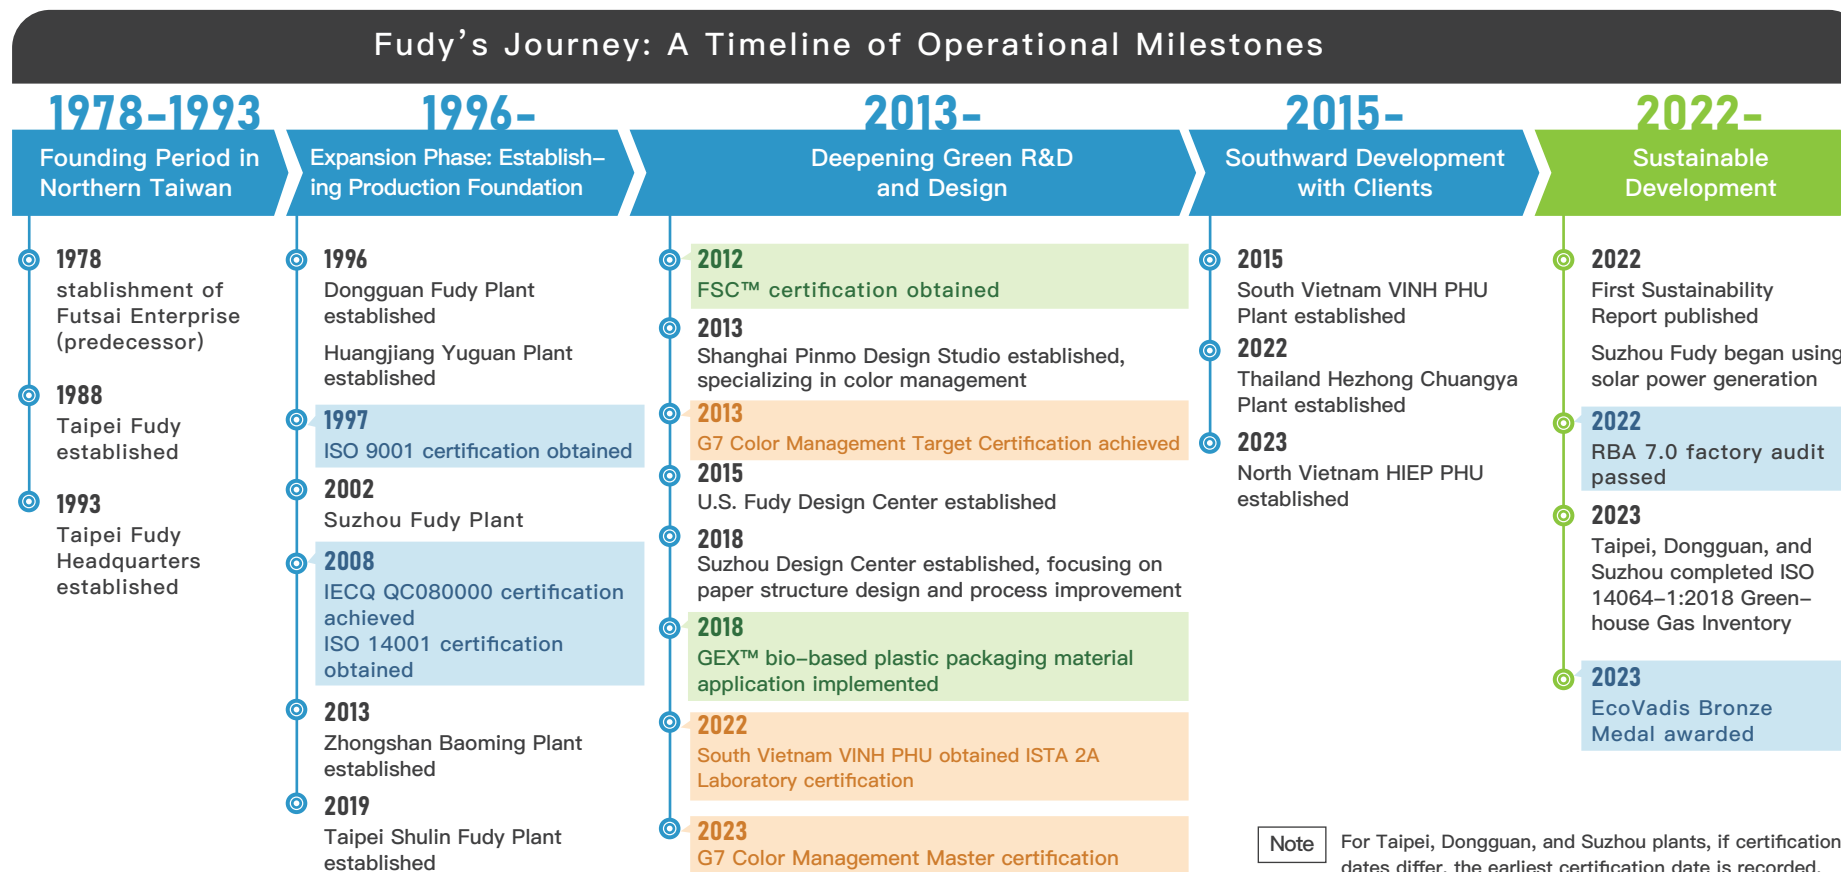 Fudy's Journey: A Timeline of Operational Milestones
1978-1993
Founding Period in
Northern Taiwan
1978
stablishment of
Futsai Enterprise
(predecessor)
1988
Taipei Fudy
established
1993
Taipei Fudy
Headquarters
established
1996-
Expansion Phase: Establish-
ing Production Foundation
1996
Dongguan Fudy Plant
established
Huangjiang Yuguan Plant
established
1997
ISO 9001 certification obtained
2002
Suzhou Fudy Plant
2008
IECQ QC080000 certification
achieved
ISO 14001 certification
obtained
2013
Zhongshan Baoming Plant
established
2019
Taipei Shulin Fudy Plant
established
2013-
Deepening Green R&D
and Design
2012
FSC™ certification obtained
2013
Shanghai Pinmo Design Studio established,
specializing in color management
2013
G7 Color Management Target Certification achieved
2015
U.S. Fudy Design Center established
2018
Suzhou Design Center established, focusing on
paper structure design and process improvement
2018
GEX™ bio-based plastic packaging material
application implemented
2022
South Vietnam VINH PHU obtained ISTA 2A
Laboratory certification
2023
G7 Color Management Master certification
2015-
Southward Development
with Clients
2015
South Vietnam VINH PHU
Plant established
2022
Thailand Hezhong Chuangya
Plant established
2023
North Vietnam HIEP PHU
established
2022-
Sustainable
Development
2022
First Sustainability
Report published
Suzhou Fudy began using
solar power generation
2022
RBA 7.0 factory audit
passed
2023
Taipei, Dongguan, and
Suzhou completed ISO
14064-1:2018 Green-
house Gas Inventory
2023
EcoVadis Bronze
Medal awarded
Note
For Taipei, Dongguan, and Suzhou plants, if certification
dates differ, the earliest certification date is recorded.